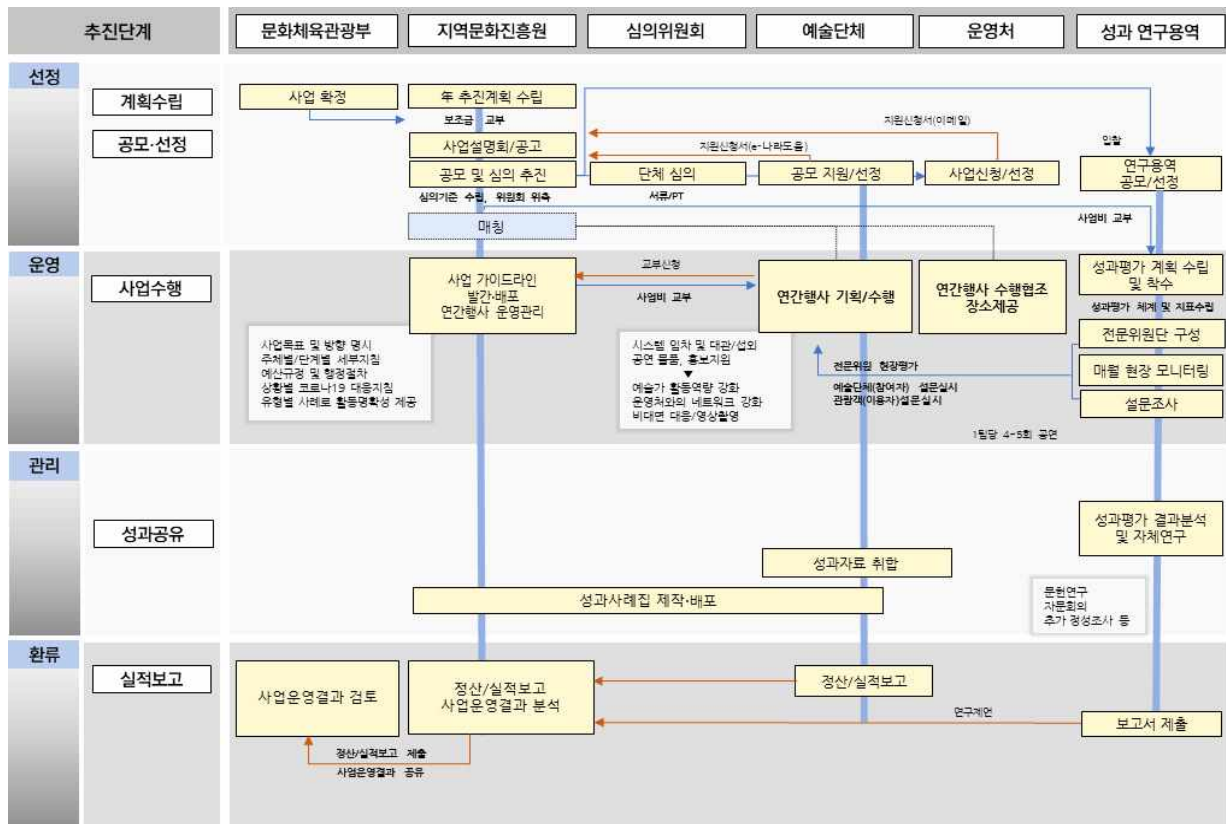 추진단계
문화체육관광부
지역문화진흥원
심의위원회
예술단체
운영처
성과 연구용역
선정
계획수립
공모·선정
사업 확정
年 추진계획 수립
보조금 교부
사업설명회/공고
공모 및 심의 추진
심의기준 수립, 위원회 위촉
단체 심의
서류/PT
지원신청서(e-나라도움)
지원신청서(이메일)
공모 지원/선정
사업신청/선정
입찰
연구용역
공모/선정
매칭
사업비 교부
운영
사업수행
사업 가이드라인
발간·배포
연간행사 운영관리
교부신청
사업비 교부
연간행사 기획/수행
연간행사 수행협조
장소제공
성과평가 계획 수립
및 착수
성과평가 체계 및 지표수립
전문위원단 구성
매월 현장 모니터링
설문조사
사업목표 및 방향 명시
주체별/단계별 세부지침
예산규정 및 행정절차
상황별 코로나19 대응지침
유형별 사례로 활동명확성 제공
시스템 임차 및 대관/섭외
공연 물품, 홍보지원
▼
예술가 활동역량 강화
운영처와의 네트워크 강화
비대면 대응/영상촬영
전문위원 현장평가
예술단체(참여자) 설문실시
관람객(이용자)설문실시
1팀당 4-5회 공연
관리
성과공유
성과평가 결과분석
및 자체연구
성과자료 취합
성과사례집 제작·배포
문헌연구
자문회의
추가 정성조사 등
환류
실적보고
사업운영결과 검토
정산/실적보고
사업운영결과 분석
정산/실적보고
연구제언
보고서 제출
정산/실적보고 제출
사업운영결과 공유